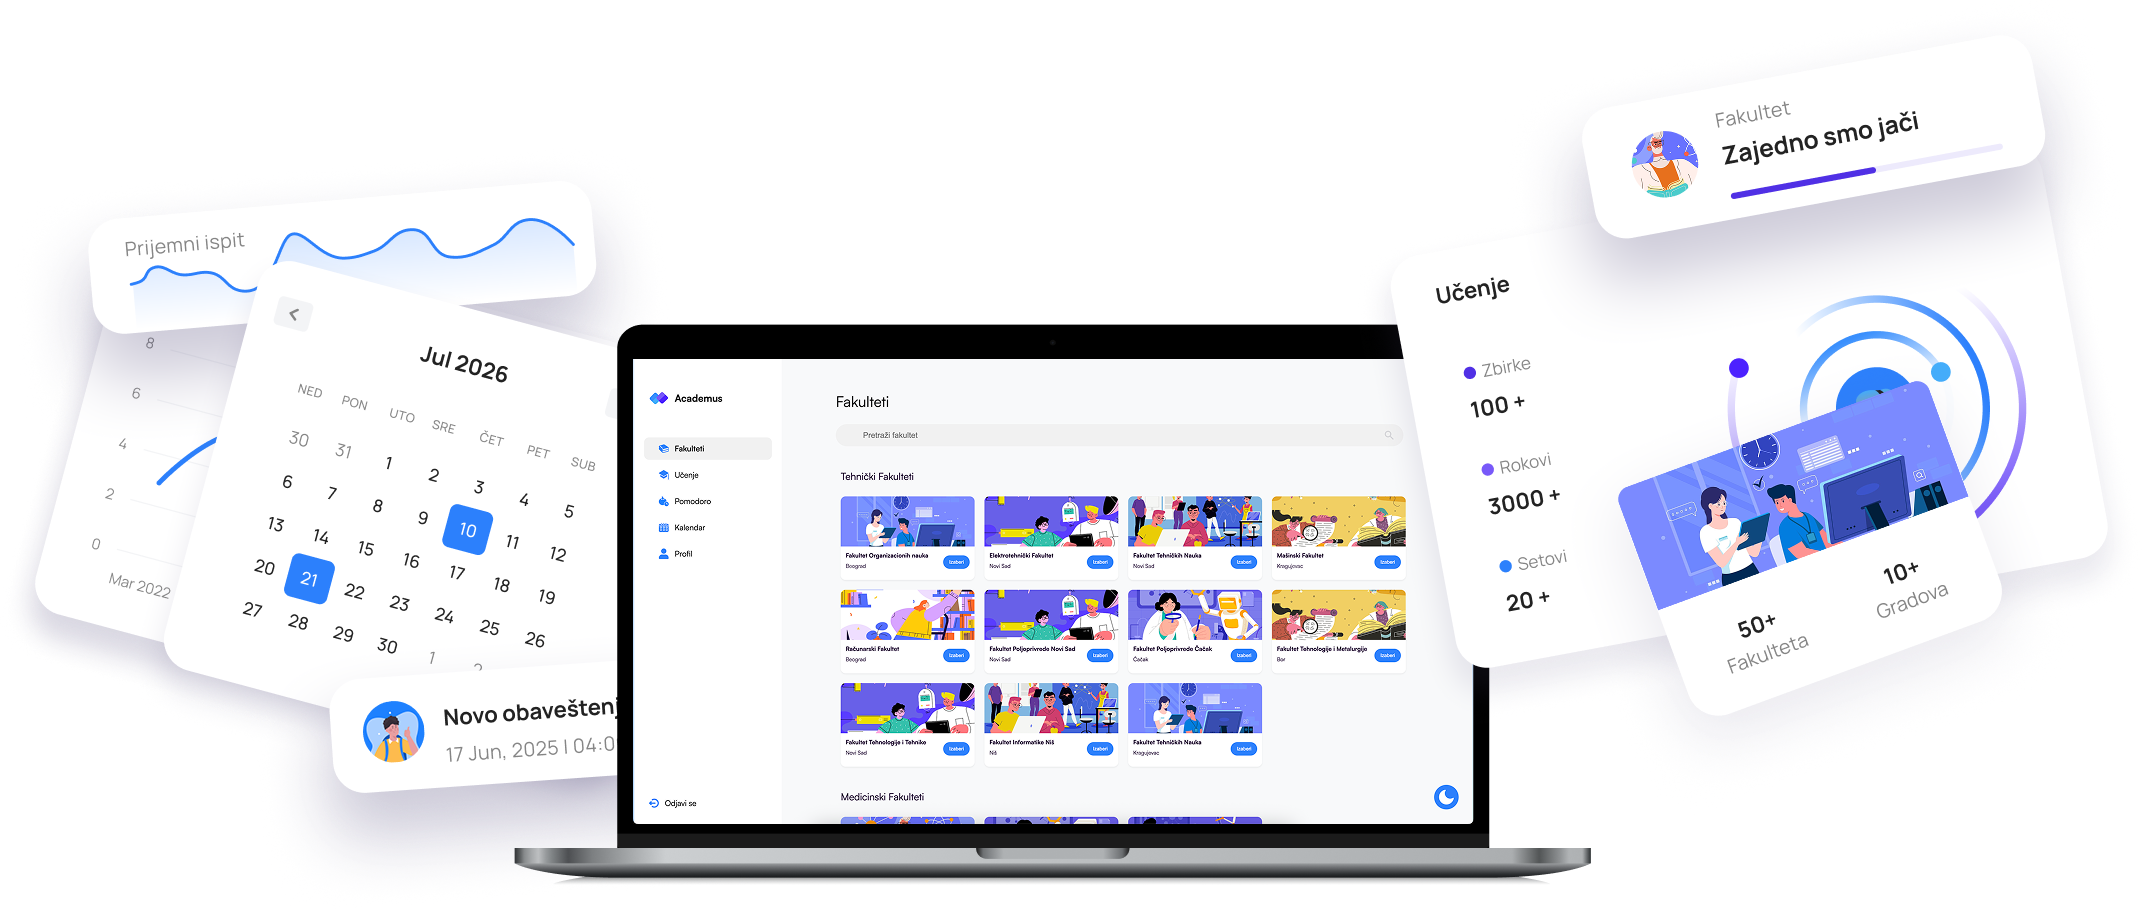 Prijemni ispit
8
6
4
2
0
Mar 2022
Jul 2026
NED PON UTO SRE ČET PET SUB
30 31 1 2 3 4 5
6 7 8 9 10 11 12
13 14 15 16 17 18 19
20 21 22 23 24 25 26
27 28 29 30 1 2
Novo obavešten
17 Jun, 2025 | 04:0
Academus
Fakulteti
Učenje
Pomodoro
Kalendar
Profil
Odjavi se
Fakulteti
Pretraži fakultet
Tehnički Fakulteti
Fakultet Organizacionih nauka
Beograd
Izaberi
Elektrotehnički Fakultet
Novi Sad
Izaberi
Fakultet Tehničkih Nauka
Novi Sad
Izaberi
Mašinski Fakultet
Kragujevac
Izaberi
Računarski Fakultet
Beograd
Izaberi
Fakultet Poljoprivrede Novi Sad
Novi Sad
Izaberi
Fakultet Poljoprivrede Čačak
Čačak
Izaberi
Fakultet Tehnologije i Metalurgije
Bor
Izaberi
Fakultet Tehnologije i Tehnike
Novi Sad
Izaberi
Fakultet Informatike Niš
Niš
Izaberi
Fakultet Tehničkih Nauka
Kragujevac
Izaberi
Medicinski Fakulteti
Fakultet
Zajedno smo jači
Učenje
Zbirke
100 +
Rokovi
3000 +
Setovi
20 +
50+
Fakulteta
10+
Gradova